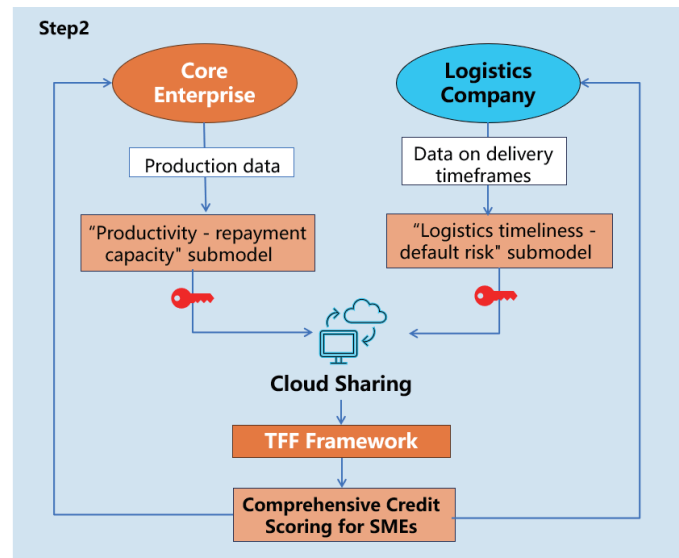 Step2
Core
Enterprise
Logistics
Company
Production data
Data on delivery
timeframes
“Productivity - repayment
capacity" submodel
“Logistics timeliness -
default risk" submodel
Cloud Sharing
TFF Framework
Comprehensive Credit
Scoring for SMEs